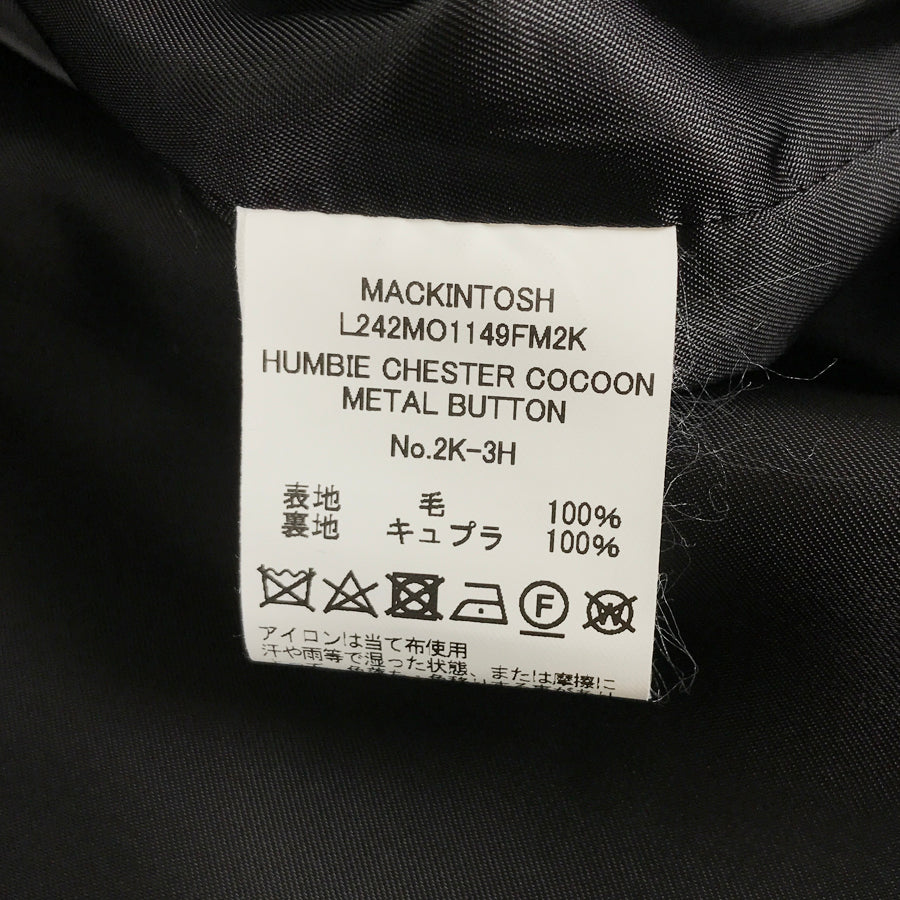 MACKINTOSH
L242MO1149FM2K
HUMBIE CHESTER COCOON
METAL BUTTON
No.2K-3H
表地 毛 100%
裏地 キュプラ 100%
F W
アイロンは当て布使用
汗や雨等で湿った状態、または摩擦に